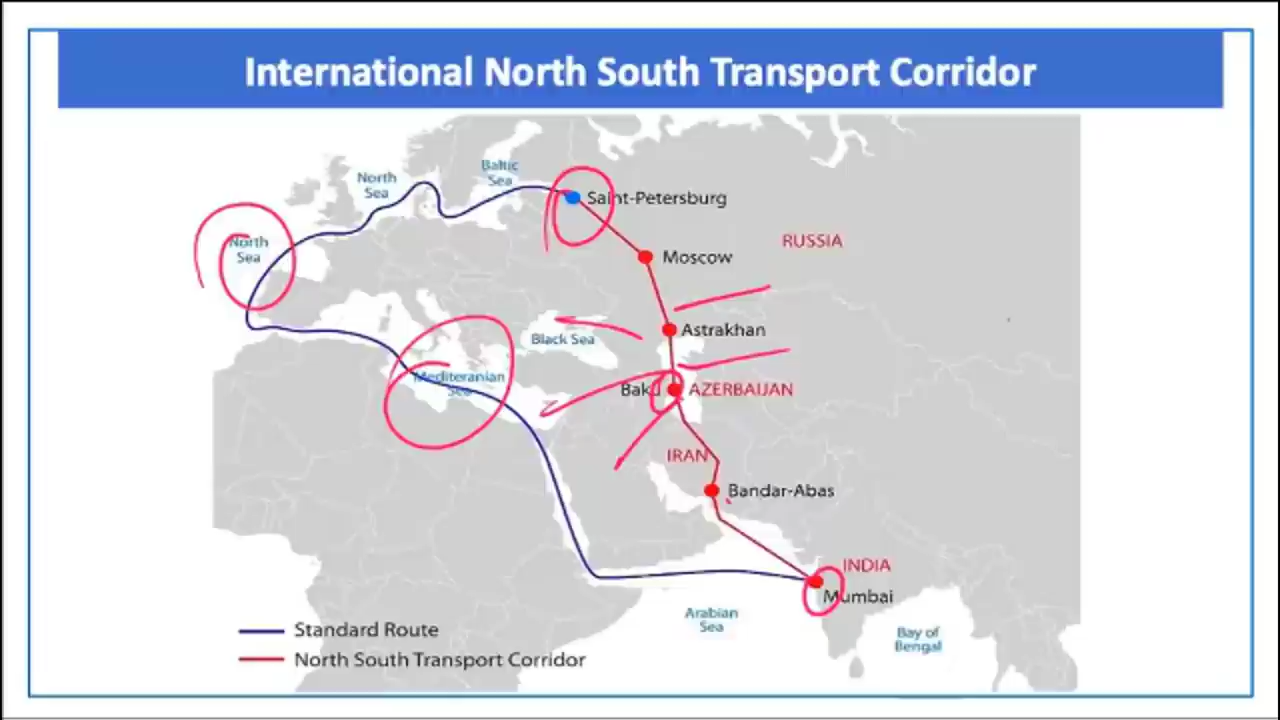 International North South Transport Corridor
North
Sea
Baltic
Sea
Saint-Petersburg
North
Sea
RUSSIA
Moscow
Astrakhan
Black Sea
Mediteranian
Sea
Baku
AZERBAIJAN
IRAN
Bandar-Abas
INDIA
Mumbai
Arabian
Sea
Bay of
Bengal
Standard Route
North South Transport Corridor